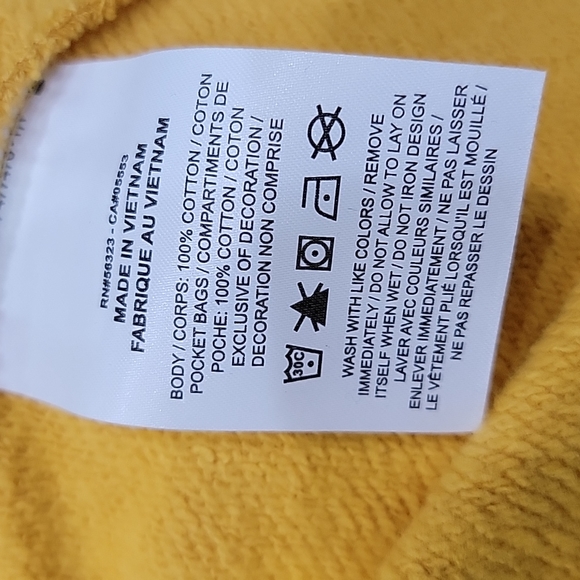 RN#56323 - CA#05553
MADE IN VIETNAM
FABRIQUE AU VIETNAM
BODY / CORPS: 100% COTTON / COTON
POCKET BAGS / COMPARTIMENTS DE
POCHE: 100% COTTON / COTON
EXCLUSIVE OF DECORATION /
DECORATION NON COMPRISE
30C
WASH WITH LIKE COLORS / REMOVE
IMMEDIATELY / DO NOT ALLOW TO LAY ON
ITSELF WHEN WET / DO NOT IRON DESIGN
LAVER AVEC COULEURS SIMILAIRES /
ENLEVER IMMEDIATEMENT / NE PAS LAISSER
LE VÊTEMENT PLIÉ LORSQU'IL EST MOUILLÉ /
NE PAS REPASSER LE DESSIN